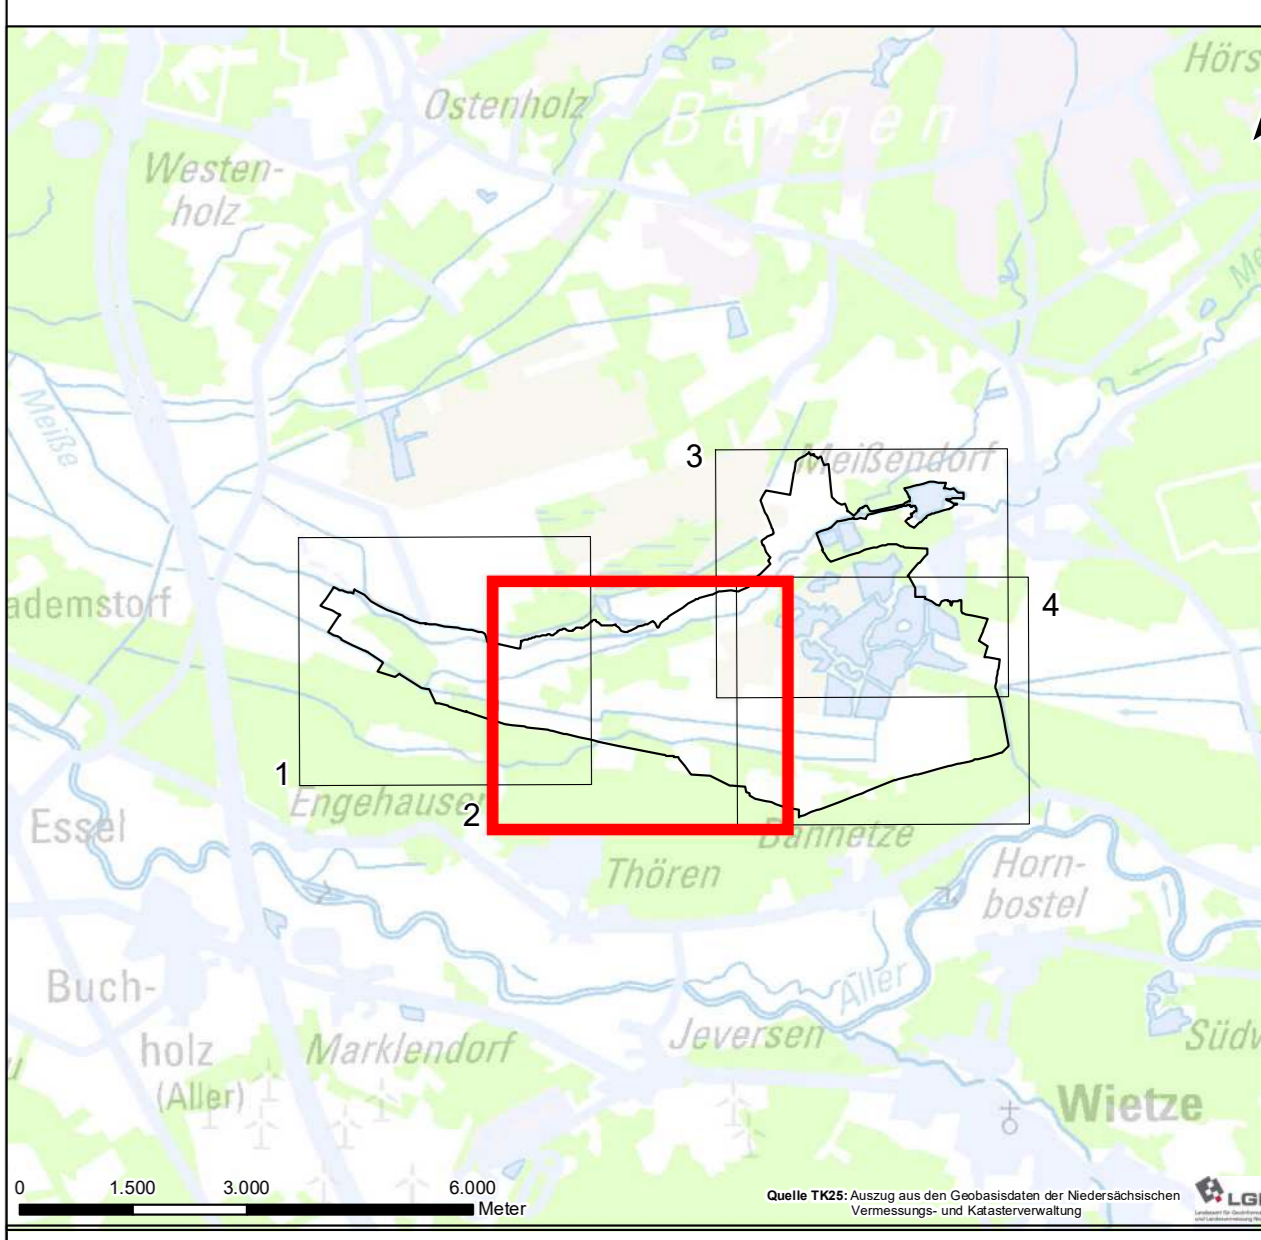 Hörs
Ostenholz
Bergen
Westen-
holz
Meiße
3
Meißendorf
ademstorf
4
1
Engehausen
2
Essel
Bannetze
Thören
Horn-
bostel
Buch-
Aller
holz
(Aller)
Marklendorf
Jeversen
Südw
Wietze
0 1.500 3.000 6.000
Meter
Quelle TK25: Auszug aus den Geobasisdaten der Niedersächsischen
Vermessungs- und Katasterverwaltung